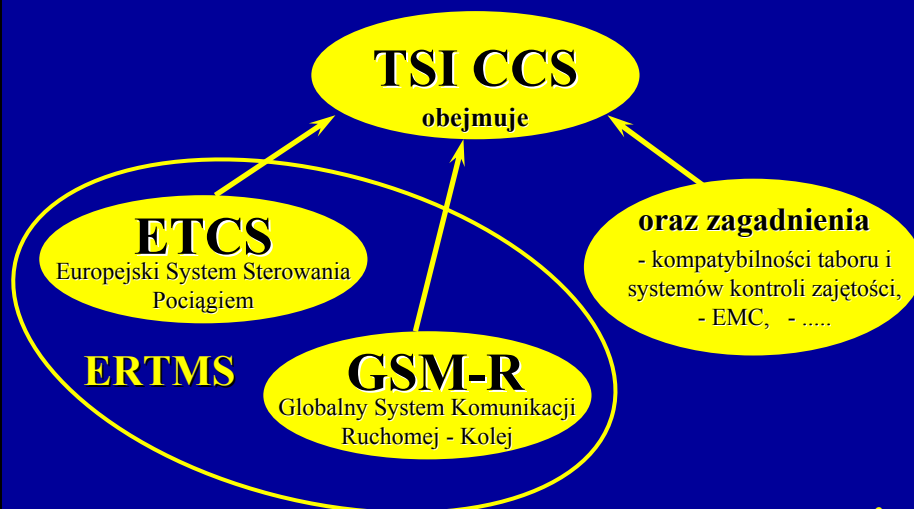 TSI CCS
obejmuje
ETCS
Europejski System Sterowania
Pociągiem
ERTMS
GSM-R
Globalny System Komunikacji
Ruchomej - Kolej
oraz zagadnienia
- kompatybilności taboru i
systemów kontroli zajętości,
- EMC, - .....